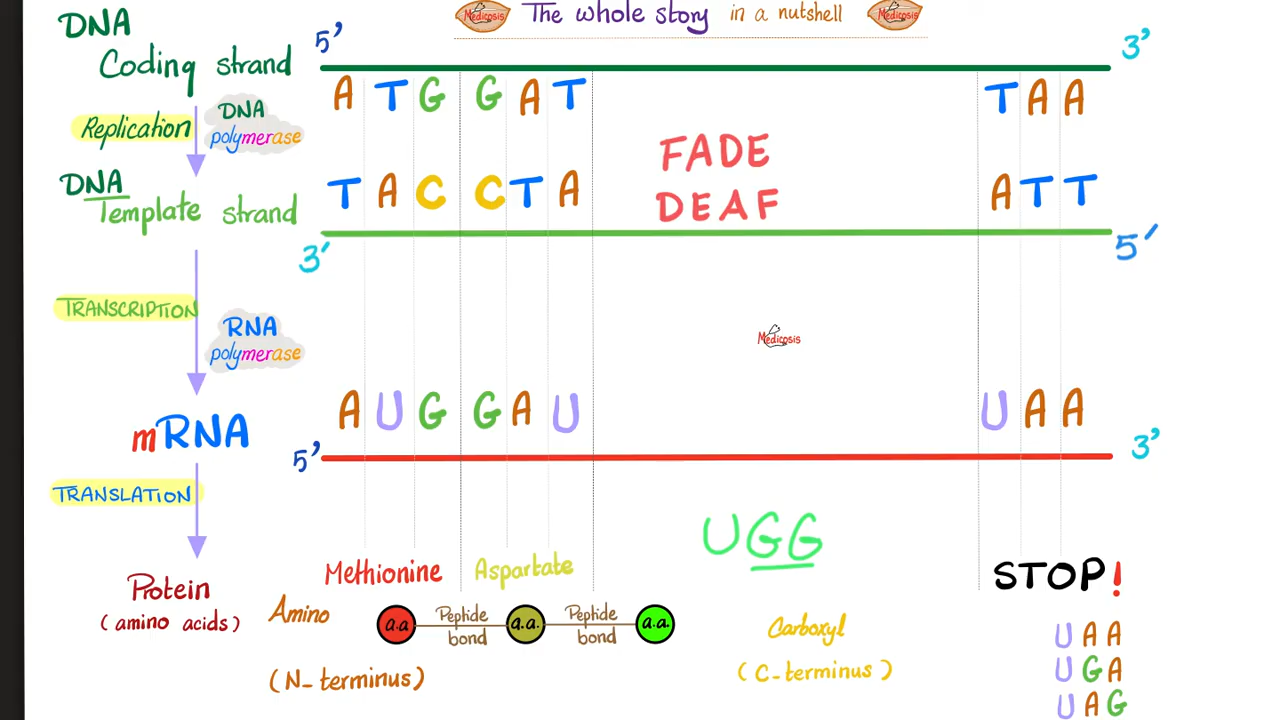 DNA
Medicosis The whole story in a nutshell Medicosis
5' 3'
Coding strand
A T G G A T T A A
Replication
DNA
polymerase
FADE
DNA
Template strand
T A C C T A A T T
DEAF
3' 5'
TRANSCRIPTION
RNA
polymerase
Medicosis
mRNA
A U G G A U U A A
5' 3'
TRANSLATION
UGG
Methionine Aspartate
STOP!
Protein
(amino acids)
Amino
a.a Peptide bond a.a. Peptide bond a.a.
Carboxyl
(N-terminus)
(C-terminus)
U A A
U G A
U A G